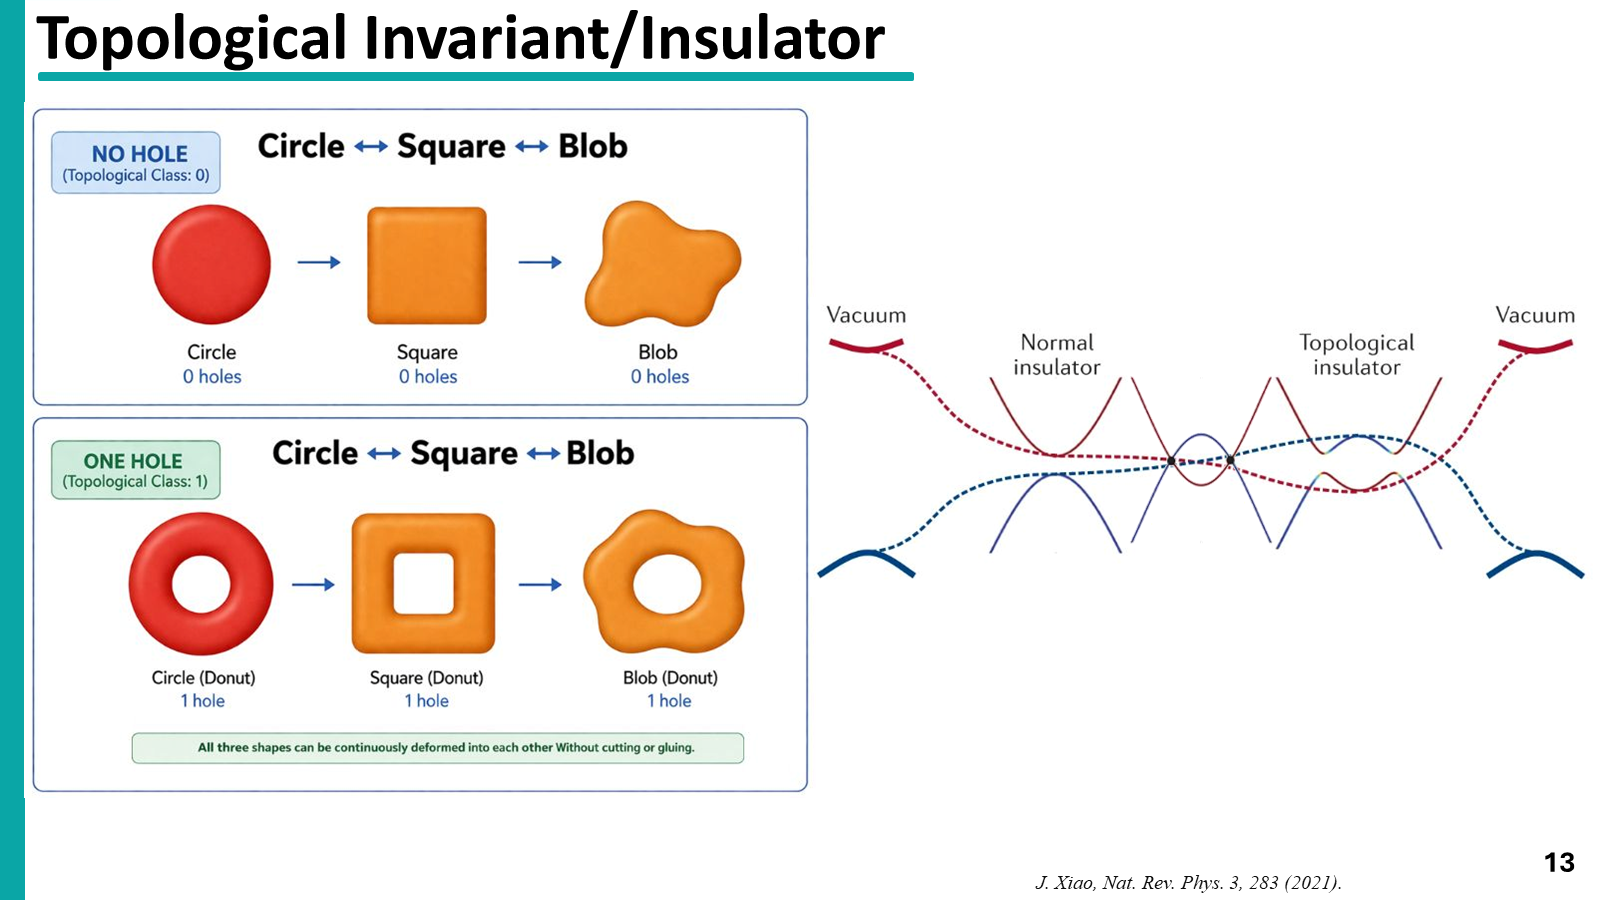 Topological Invariant/Insulator
NO HOLE
(Topological Class: 0)
Circle ↔ Square ↔ Blob
Circle
0 holes
Square
0 holes
Blob
0 holes
ONE HOLE
(Topological Class: 1)
Circle ↔ Square ↔ Blob
Circle (Donut)
1 hole
Square (Donut)
1 hole
Blob (Donut)
1 hole
All three shapes can be continuously deformed into each other Without cutting or gluing.
Vacuum
Normal
insulator
Topological
insulator
Vacuum
13
J. Xiao, Nat. Rev. Phys. 3, 283 (2021).